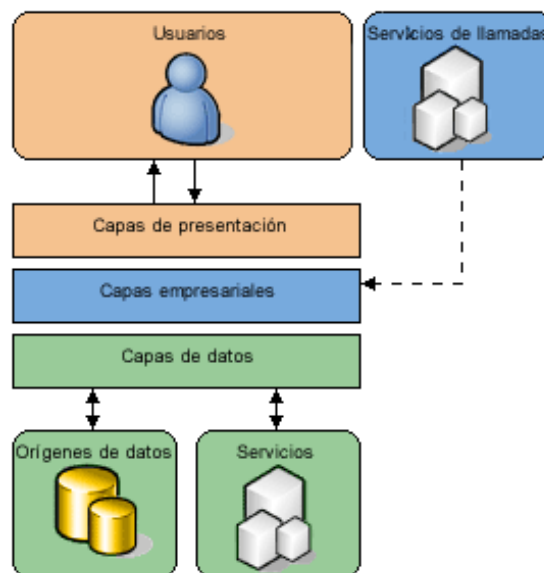 Usuarios
Servicios de llamadas
Capas de presentación
Capas empresariales
Capas de datos
Orígenes de datos
Servicios